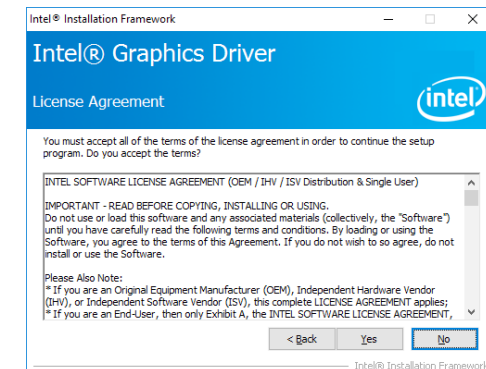 Intel® Installation Framework
Intel® Graphics Driver
License Agreement
intel
You must accept all of the terms of the license agreement in order to continue the setup
program. Do you accept the terms?
INTEL SOFTWARE LICENSE AGREEMENT (OEM / IHV / ISV Distribution & Single User)
IMPORTANT - READ BEFORE COPYING, INSTALLING OR USING.
Do not use or load this software and any associated materials (collectively, the "Software")
until you have carefully read the following terms and conditions. By loading or using the
Software, you agree to the terms of this Agreement. If you do not wish to so agree, do not
install or use the Software.
Please Also Note:
* If you are an Original Equipment Manufacturer (OEM), Independent Hardware Vendor
(IHV), or Independent Software Vendor (ISV), this complete LICENSE AGREEMENT applies;
* If you are an End-User, then only Exhibit A, the INTEL SOFTWARE LICENSE AGREEMENT,
< Back Yes No
Intel® Installation Framework